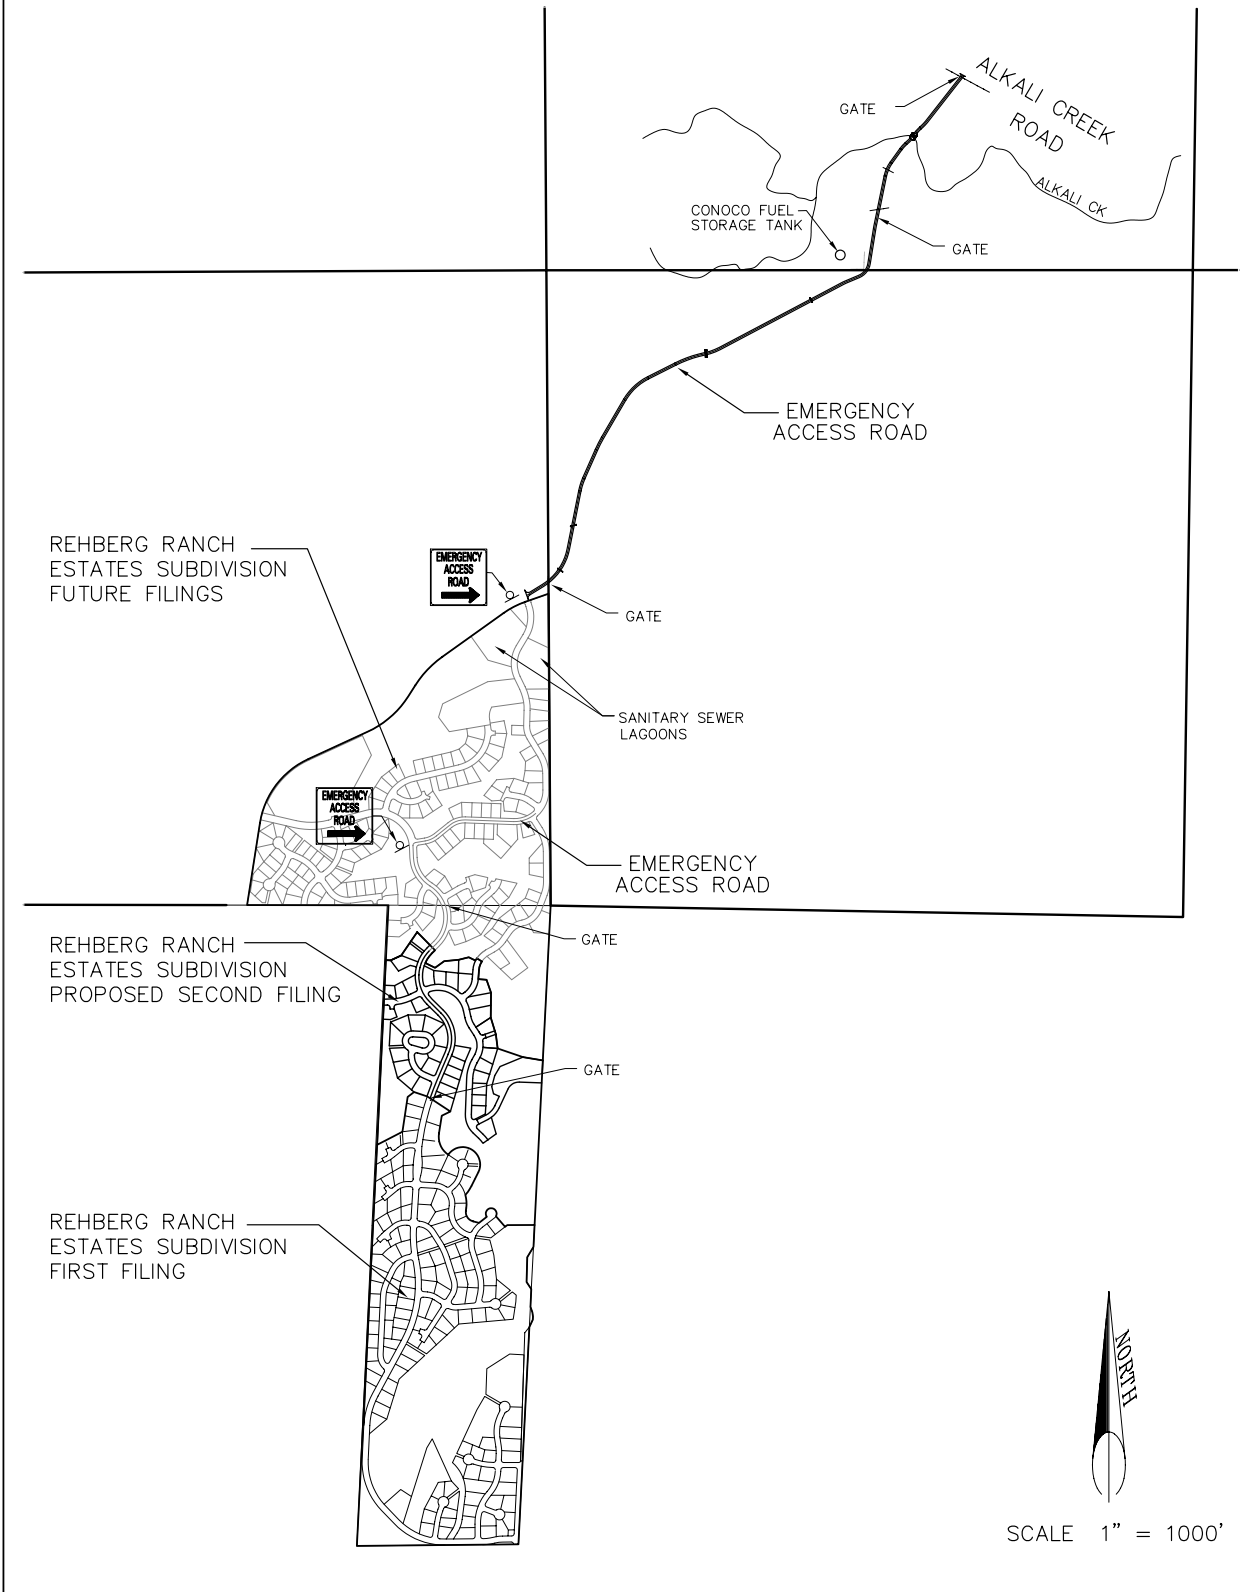 ALKALI CREEK
ROAD
GATE
ALKALI CK
CONOCO FUEL
STORAGE TANK
GATE
EMERGENCY
ACCESS ROAD
REHBERG RANCH
ESTATES SUBDIVISION
FUTURE FILINGS
EMERGENCY
ACCESS
ROAD
GATE
SANITARY SEWER
LAGOONS
EMERGENCY
ACCESS
ROAD
EMERGENCY
ACCESS ROAD
GATE
REHBERG RANCH
ESTATES SUBDIVISION
PROPOSED SECOND FILING
GATE
REHBERG RANCH
ESTATES SUBDIVISION
FIRST FILING
NORTH
SCALE 1" = 1000'